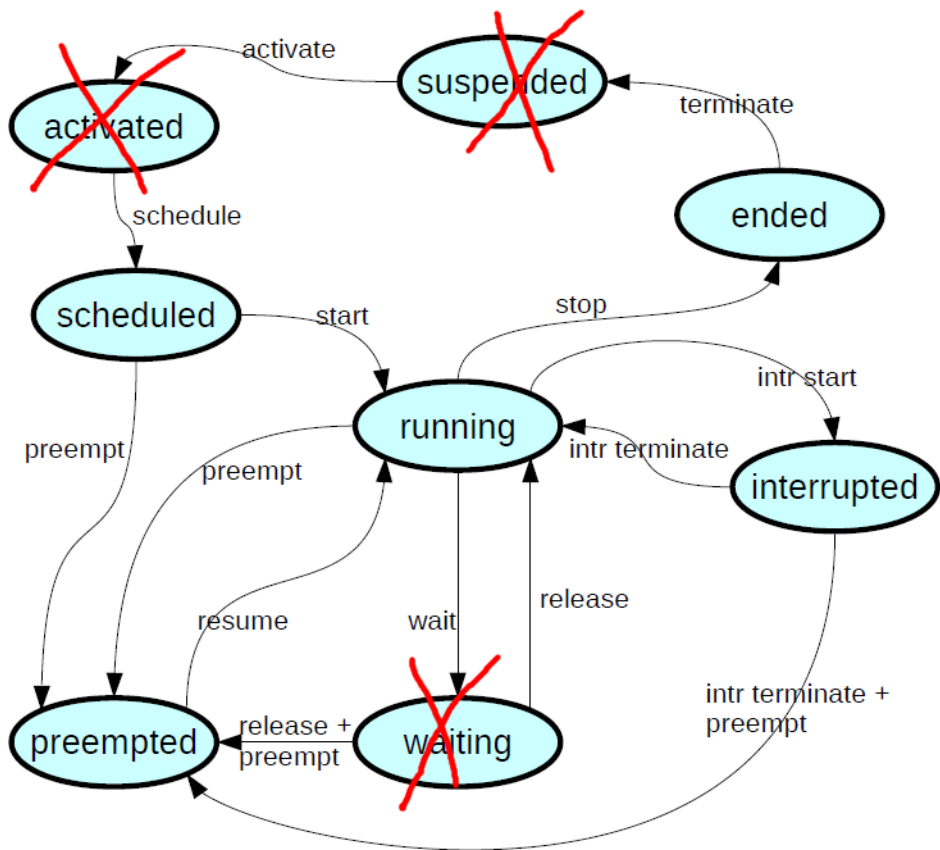 activate
suspended
terminate
activated
schedule
ended
scheduled
start
stop
intr start
running
intr terminate
interrupted
preempt
preempt
resume
wait
release
preempted
release +
preempt
waiting
intr terminate +
preempt